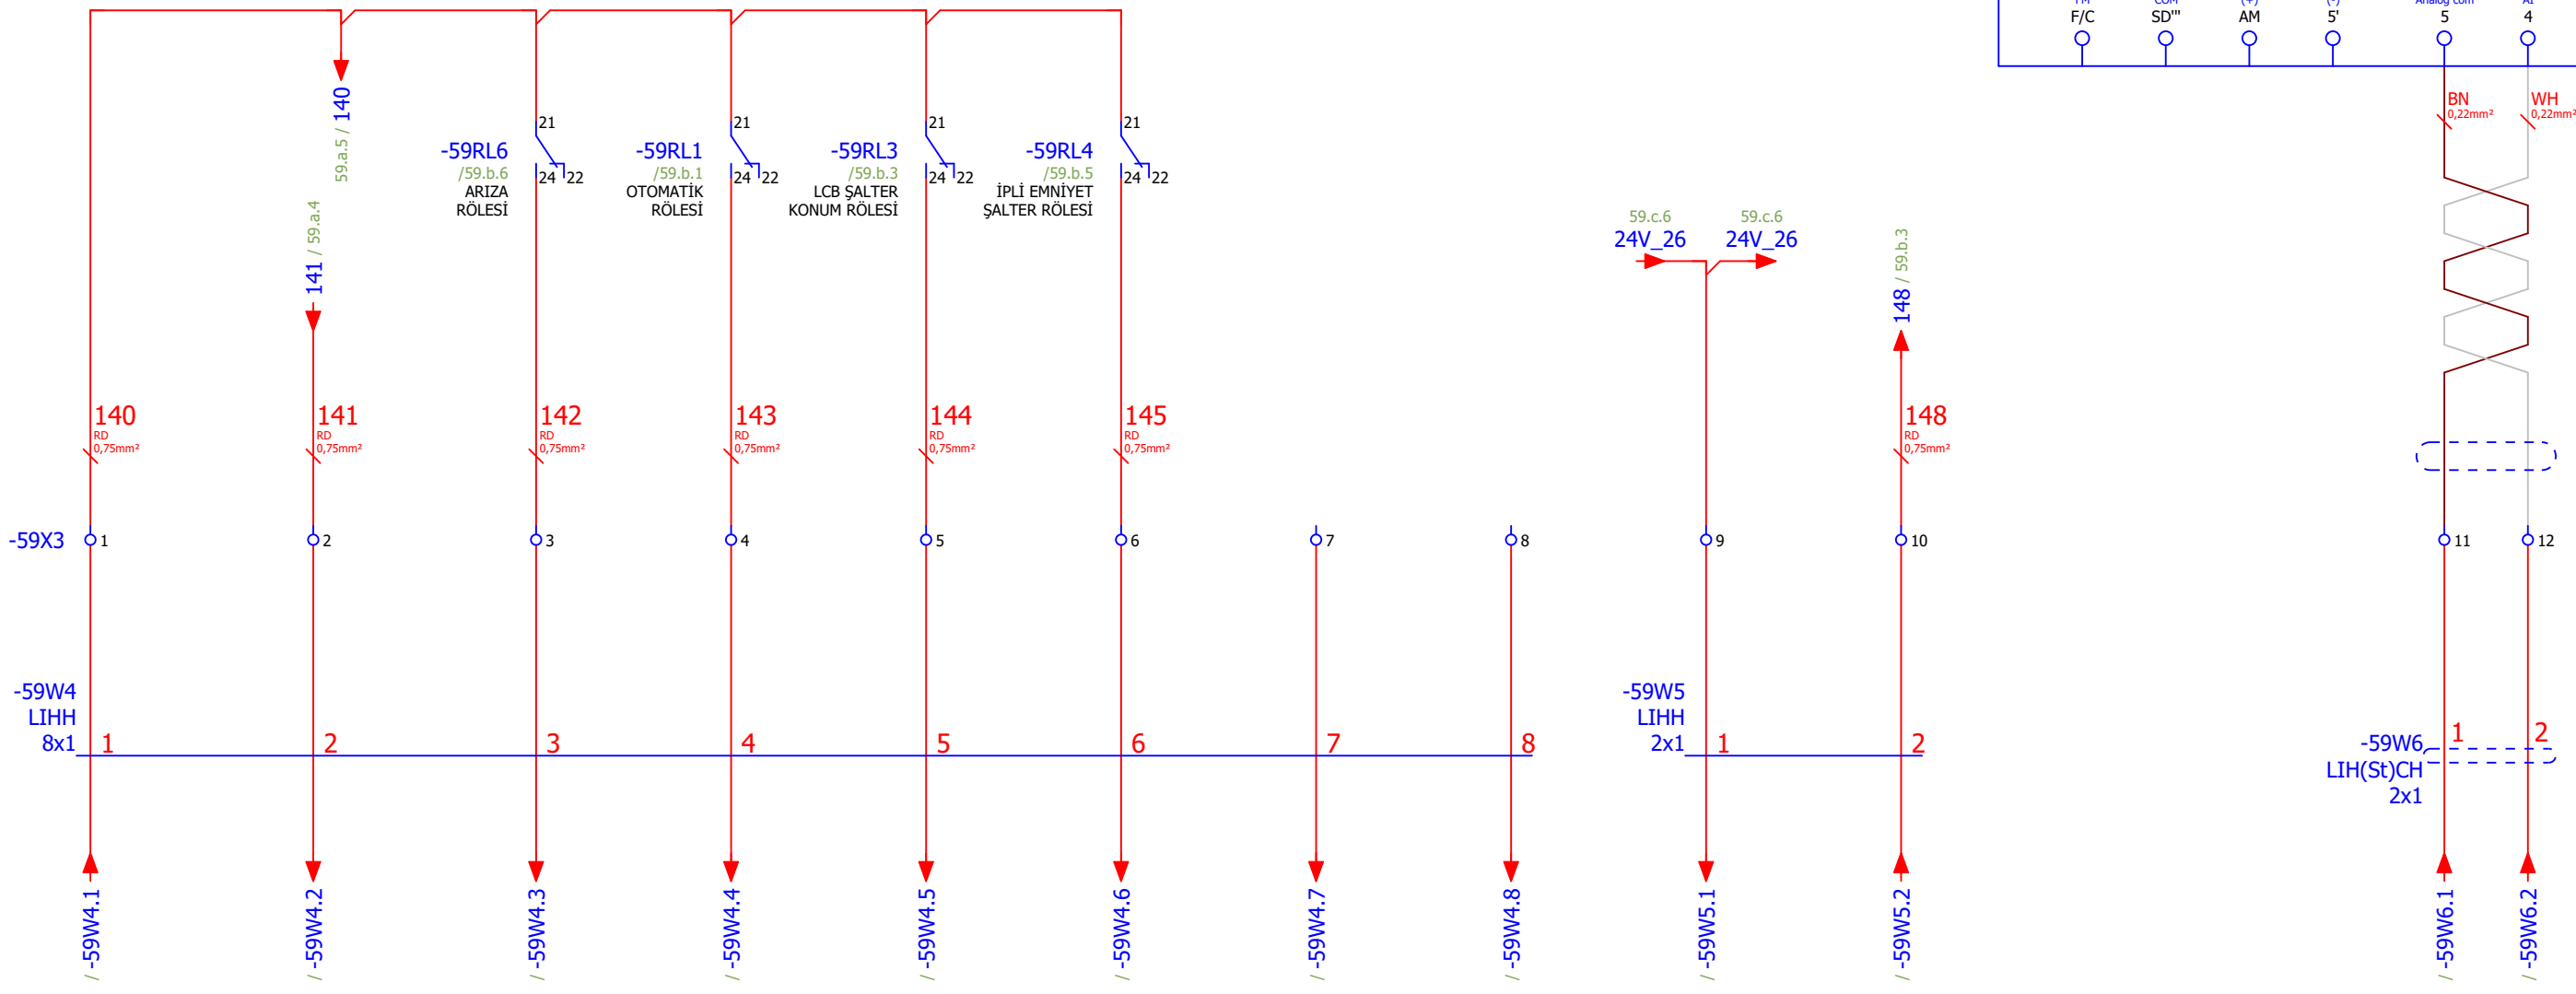 COM
(+)
(-)
Analog com
AI
F/C
SD'''
AM
5'
5
4
BN
0,22mm²
WH
0,22mm²
59.a.5 / 140
141 / 59.a.4
21
-59RL6
/59.b.6
ARIZA
RÖLESİ
24
22
21
-59RL1
/59.b.1
OTOMATİK
RÖLESİ
24
22
21
-59RL3
/59.b.3
LCB ŞALTER
KONUM RÖLESİ
24
22
21
-59RL4
/59.b.5
İPLİ EMNİYET
ŞALTER RÖLESİ
24
22
59.c.6
24V_26
59.c.6
24V_26
148 / 59.b.3
140
RD
0,75mm²
141
RD
0,75mm²
142
RD
0,75mm²
143
RD
0,75mm²
144
RD
0,75mm²
145
RD
0,75mm²
148
RD
0,75mm²
-59X3
1
2
3
4
5
6
7
8
9
10
11
12
-59W4
LIHH
8x1
1
2
3
4
5
6
7
8
-59W5
LIHH
2x1
1
2
-59W6
LIH(St)CH
2x1
1
2
/ -59W4.1
/ -59W4.2
/ -59W4.3
/ -59W4.4
/ -59W4.5
/ -59W4.6
/ -59W4.7
/ -59W4.8
/ -59W5.1
/ -59W5.2
/ -59W6.1
/ -59W6.2